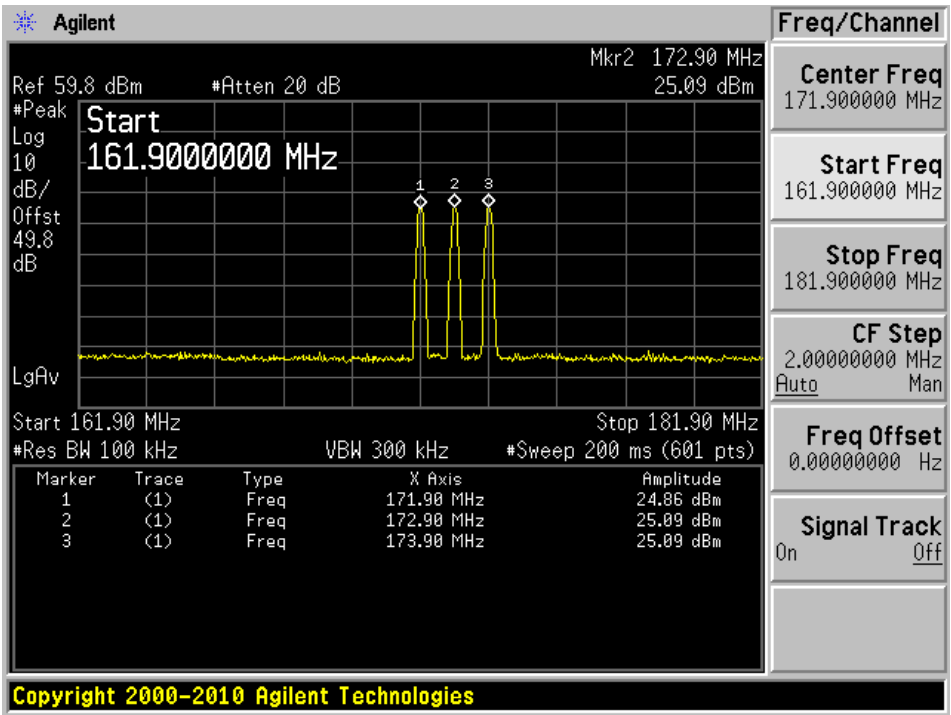 Agilent
Freq/Channel
Mkr2 172.90 MHz
Ref 59.8 dBm #Atten 20 dB 25.09 dBm
#Peak
Log
10
dB/
Offst
49.8
dB
LgAv
Start
161.9000000 MHz
1 2 3
Start 161.90 MHz Stop 181.90 MHz
#Res BW 100 kHz VBW 300 kHz #Sweep 200 ms (601 pts)
Marker Trace Type X Axis Amplitude
1 (1) Freq 171.90 MHz 24.86 dBm
2 (1) Freq 172.90 MHz 25.09 dBm
3 (1) Freq 173.90 MHz 25.09 dBm
Center Freq
171.900000 MHz
Start Freq
161.900000 MHz
Stop Freq
181.900000 MHz
CF Step
2.00000000 MHz
Auto Man
Freq Offset
0.00000000 Hz
Signal Track
On Off
Copyright 2000-2010 Agilent Technologies